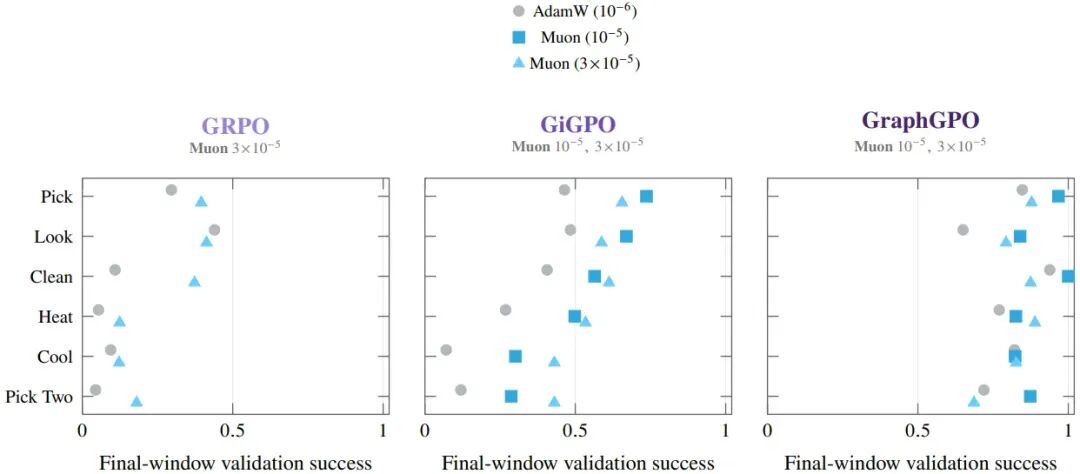 AdamW (10⁻⁶)
Muon (10⁻⁵)
Muon (3×10⁻⁵)
GRPO
Muon 3×10⁻⁵
GiGPO
Muon 10⁻⁵, 3×10⁻⁵
GraphGPO
Muon 10⁻⁵, 3×10⁻⁵
Pick
Look
Clean
Heat
Cool
Pick Two
0 0.5 1
0 0.5 1
0 0.5 1
Final-window validation success
Final-window validation success
Final-window validation success